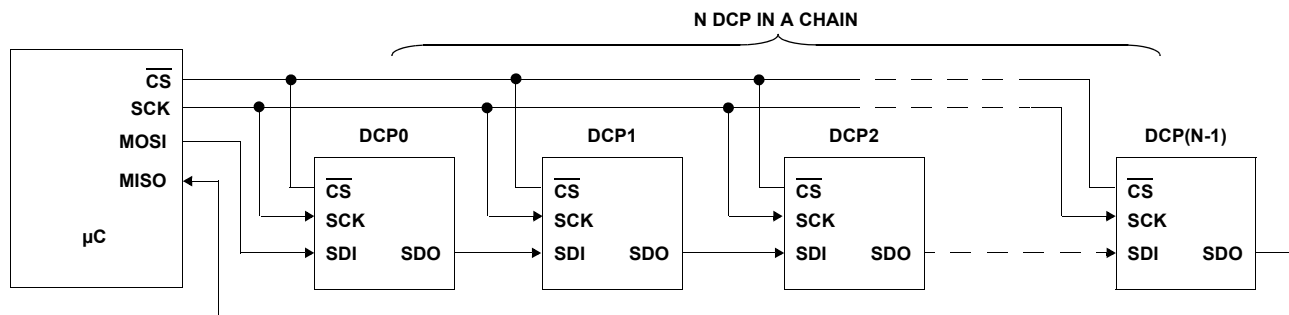 N DCP IN A CHAIN
CS
SCK
MOSI
MISO
µC
DCP0
CS
SCK
SDI SDO
DCP1
CS
SCK
SDI SDO
DCP2
CS
SCK
SDI SDO
DCP(N-1)
CS
SCK
SDI SDO